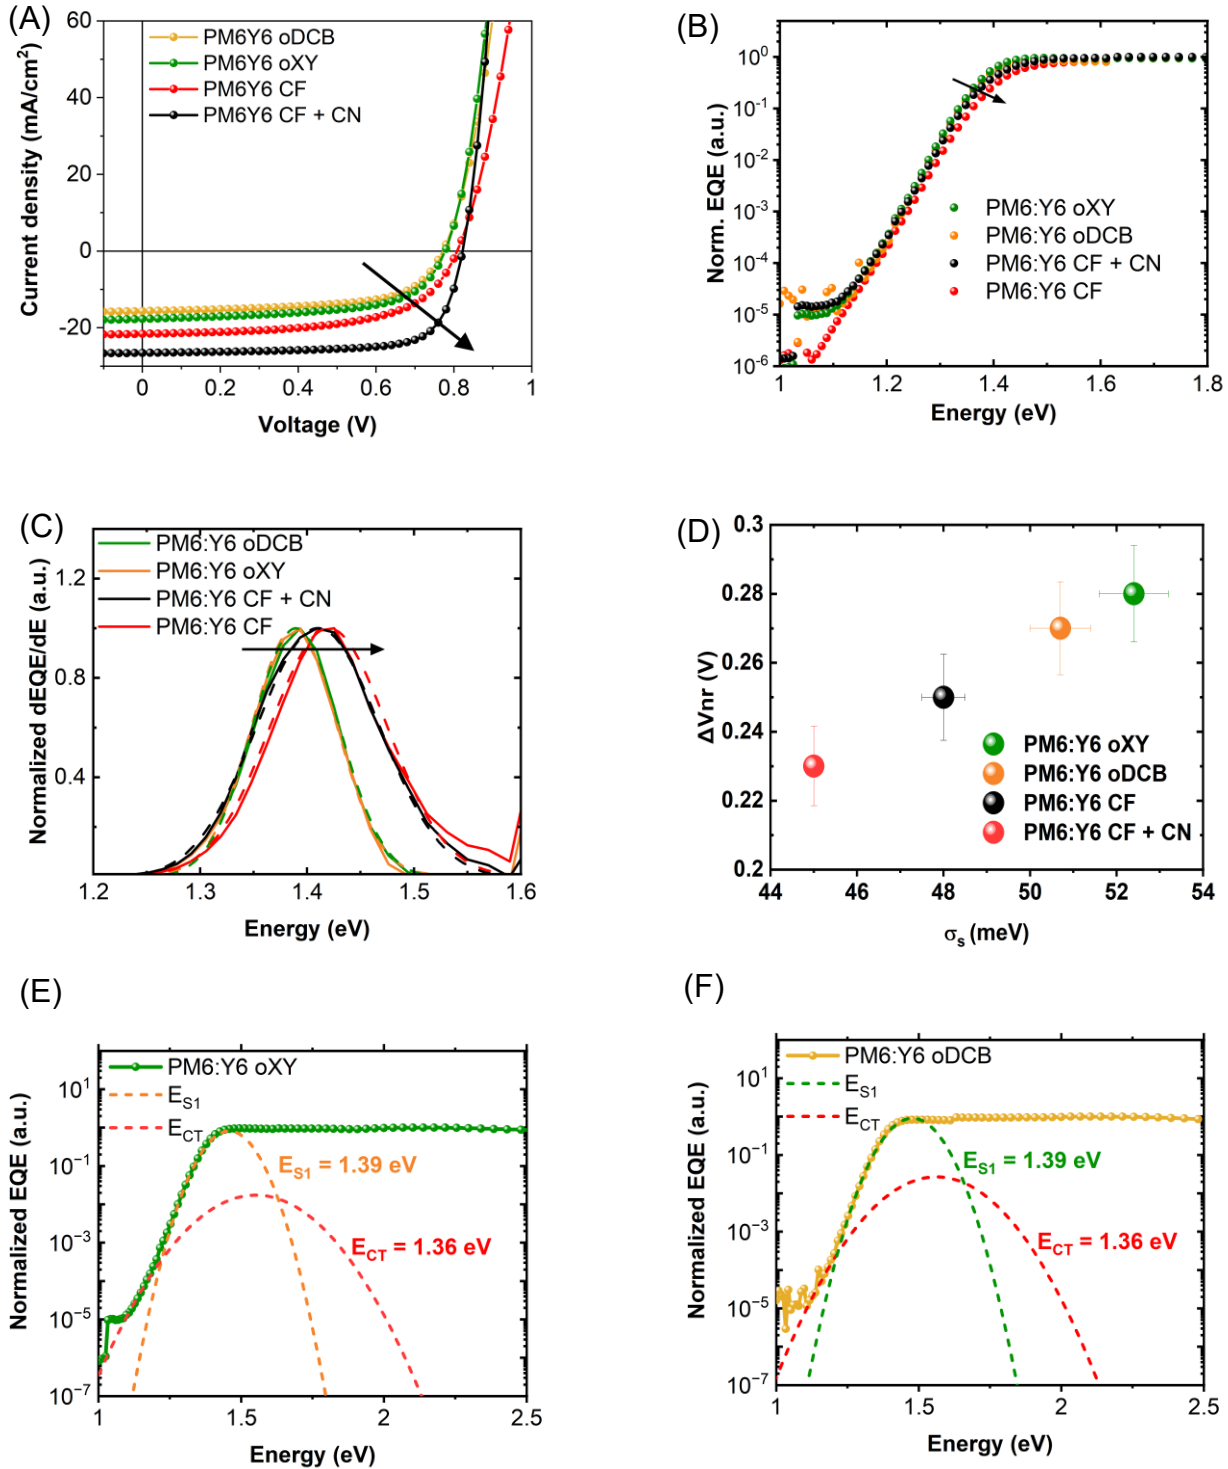 (A)
60
40
20
0
-20
Current density (mA/cm²)
PM6Y6 oDCB
PM6Y6 oXY
PM6Y6 CF
PM6Y6 CF + CN
0
0.2
0.4
0.6
0.8
1
Voltage (V)
(B)
10⁰
10⁻¹
10⁻²
10⁻³
10⁻⁴
10⁻⁵
10⁻⁶
Norm. EQE (a.u.)
PM6:Y6 oXY
PM6:Y6 oDCB
PM6:Y6 CF + CN
PM6:Y6 CF
1
1.2
1.4
1.6
1.8
Energy (eV)
(C)
1.2
0.8
0.4
Normalized dEQE/dE (a.u.)
PM6:Y6 oDCB
PM6:Y6 oXY
PM6:Y6 CF + CN
PM6:Y6 CF
1.2
1.3
1.4
1.5
1.6
Energy (eV)
(D)
0.3
0.28
0.26
0.24
0.22
0.2
ΔVnr (V)
PM6:Y6 oXY
PM6:Y6 oDCB
PM6:Y6 CF
PM6:Y6 CF + CN
44
46
48
50
52
54
σₛ (meV)
(E)
10¹
10⁻¹
10⁻³
10⁻⁵
10⁻⁷
Normalized EQE (a.u.)
PM6:Y6 oXY
E_S1
E_CT
E_S1 = 1.39 eV
E_CT = 1.36 eV
1
1.5
2
2.5
Energy (eV)
(F)
10¹
10⁻¹
10⁻³
10⁻⁵
10⁻⁷
Normalized EQE (a.u.)
PM6:Y6 oDCB
E_S1
E_CT
E_S1 = 1.39 eV
E_CT = 1.36 eV
1
1.5
2
2.5
Energy (eV)